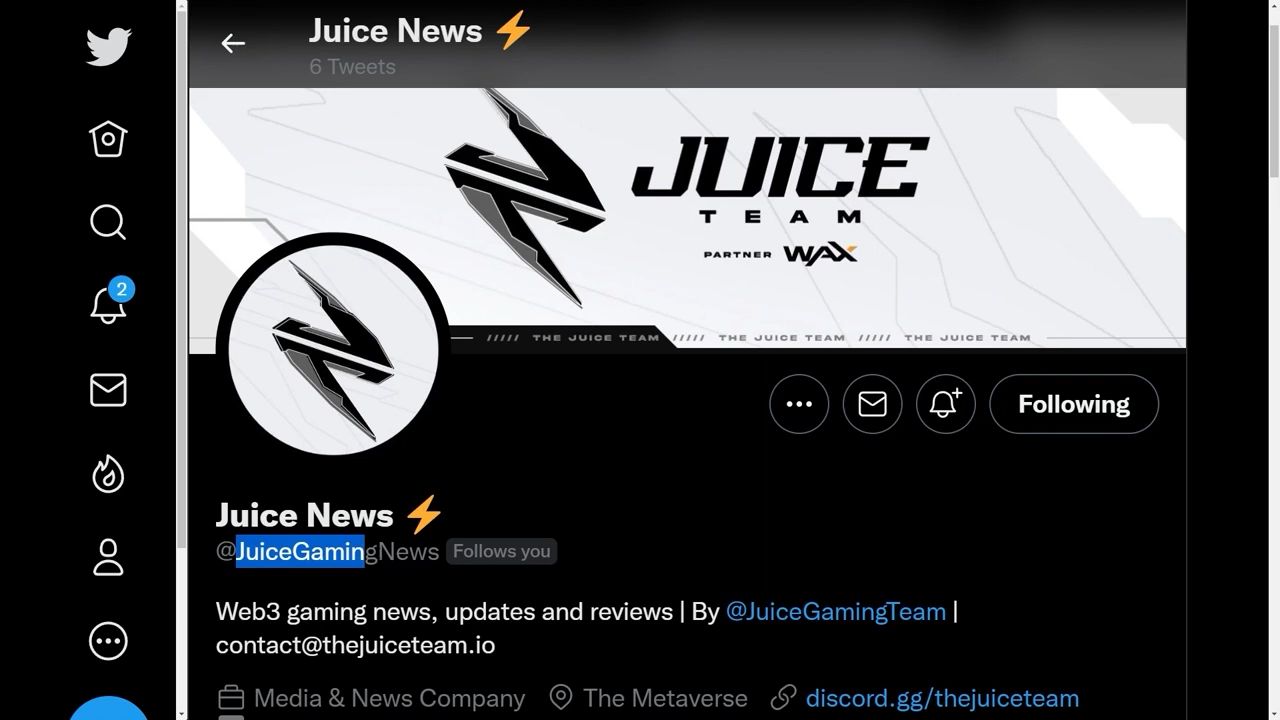 Juice News ⚡
6 Tweets
JUICE
TEAM
PARTNER WAX
///// THE JUICE TEAM ///// THE JUICE TEAM ///// THE JUICE TEAM
2
Following
Juice News ⚡
@JuiceGamingNews Follows you
Web3 gaming news, updates and reviews | By @JuiceGamingTeam |
contact@thejuiceteam.io
Media & News Company The Metaverse discord.gg/thejuiceteam